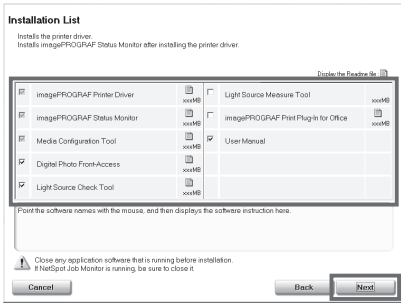 Installation List
Installs the printer driver.
Installs imagePROGRAF Status Monitor after installing the printer driver.
Display the Readme file :
imagePROGRAF Printer Driver
xxxMB
Light Source Measure Tool
xxxMB
imagePROGRAF Status Monitor
xxxMB
imagePROGRAF Print Plug-In for Office
xxxMB
Media Configuration Tool
xxxMB
User Manual
Digital Photo Front-Access
xxxMB
Light Source Check Tool
xxxMB
Point the software names with the mouse, and then displays the software instruction here.
Close any application software that is running before installation.
If NetSpot Job Monitor is running, be sure to close it.
Cancel
Back
Next